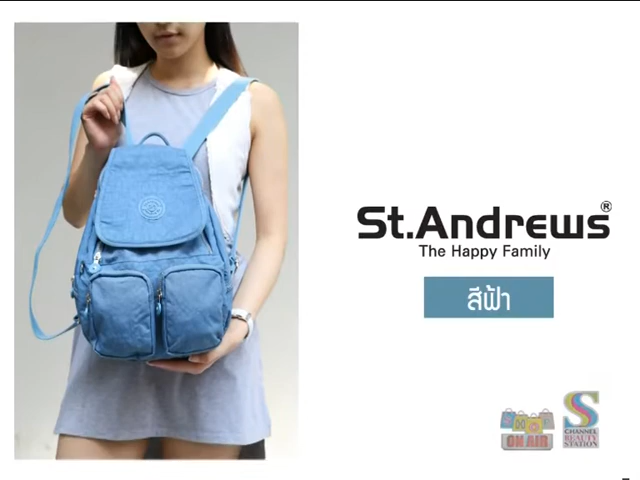 St.Andrews®
The Happy Family
สีฟ้า
ON AIR
S
CHANNEL
BEAUTY
STATION